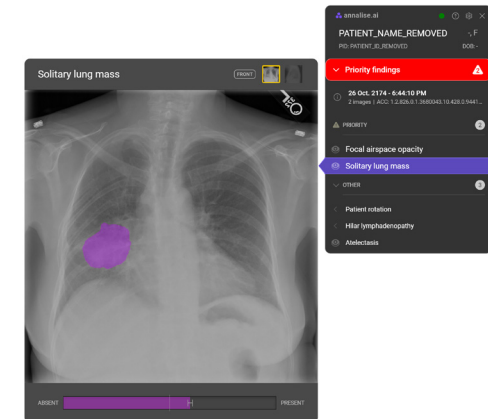 annalise.ai
PATIENT_NAME_REMOVED -, F
PID: PATIENT_ID_REMOVED DOB: -
Priority findings
26 Oct. 2174 - 6:44:10 PM
2 images | ACC: 1.2.826.0.1.3680043.10.428.0.9441...
PRIORITY 2
Focal airspace opacity
Solitary lung mass
OTHER 3
Patient rotation
Hilar lymphadenopathy
Atelectasis
Solitary lung mass FRONT
ABSENT PRESENT